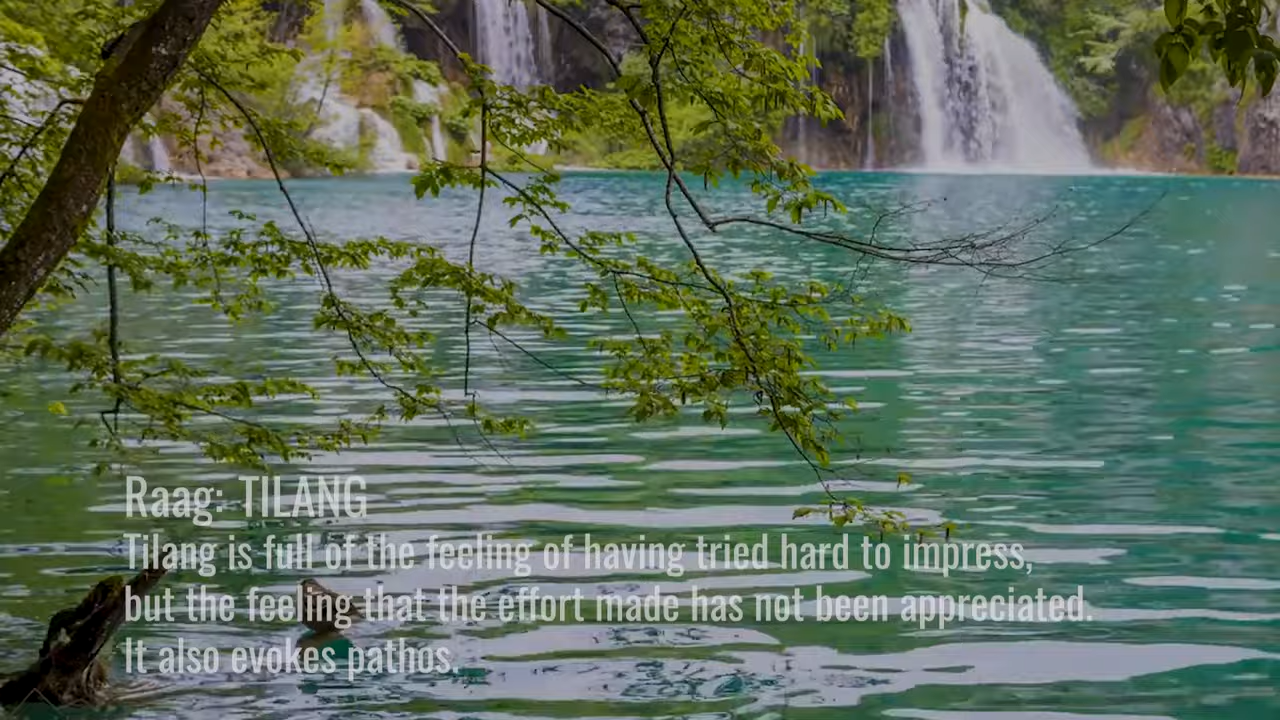 Raag: TILANG
Tilang is full of the feeling of having tried hard to impress,
but the feeling that the effort made has not been appreciated.
It also evokes pathos.